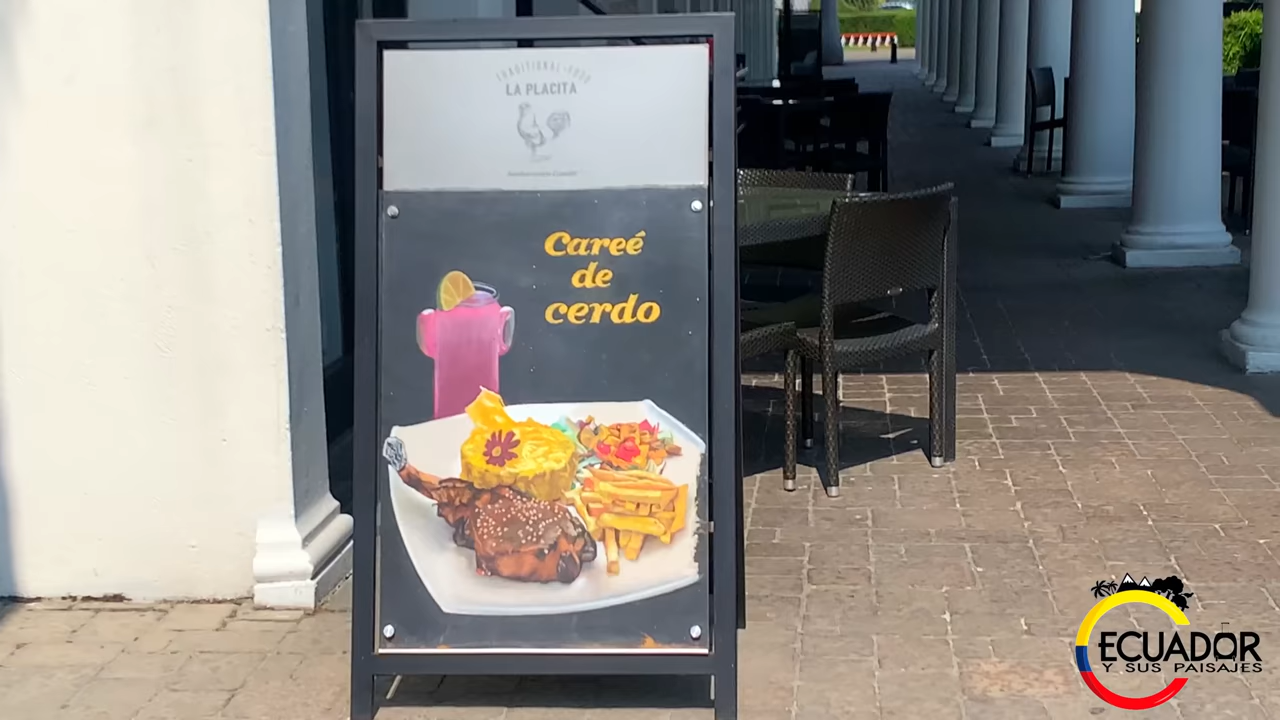 TRADITIONAL-FOOD
LA PLACITA
Careé
de
cerdo
ECUADOR
Y SUS PAISAJES